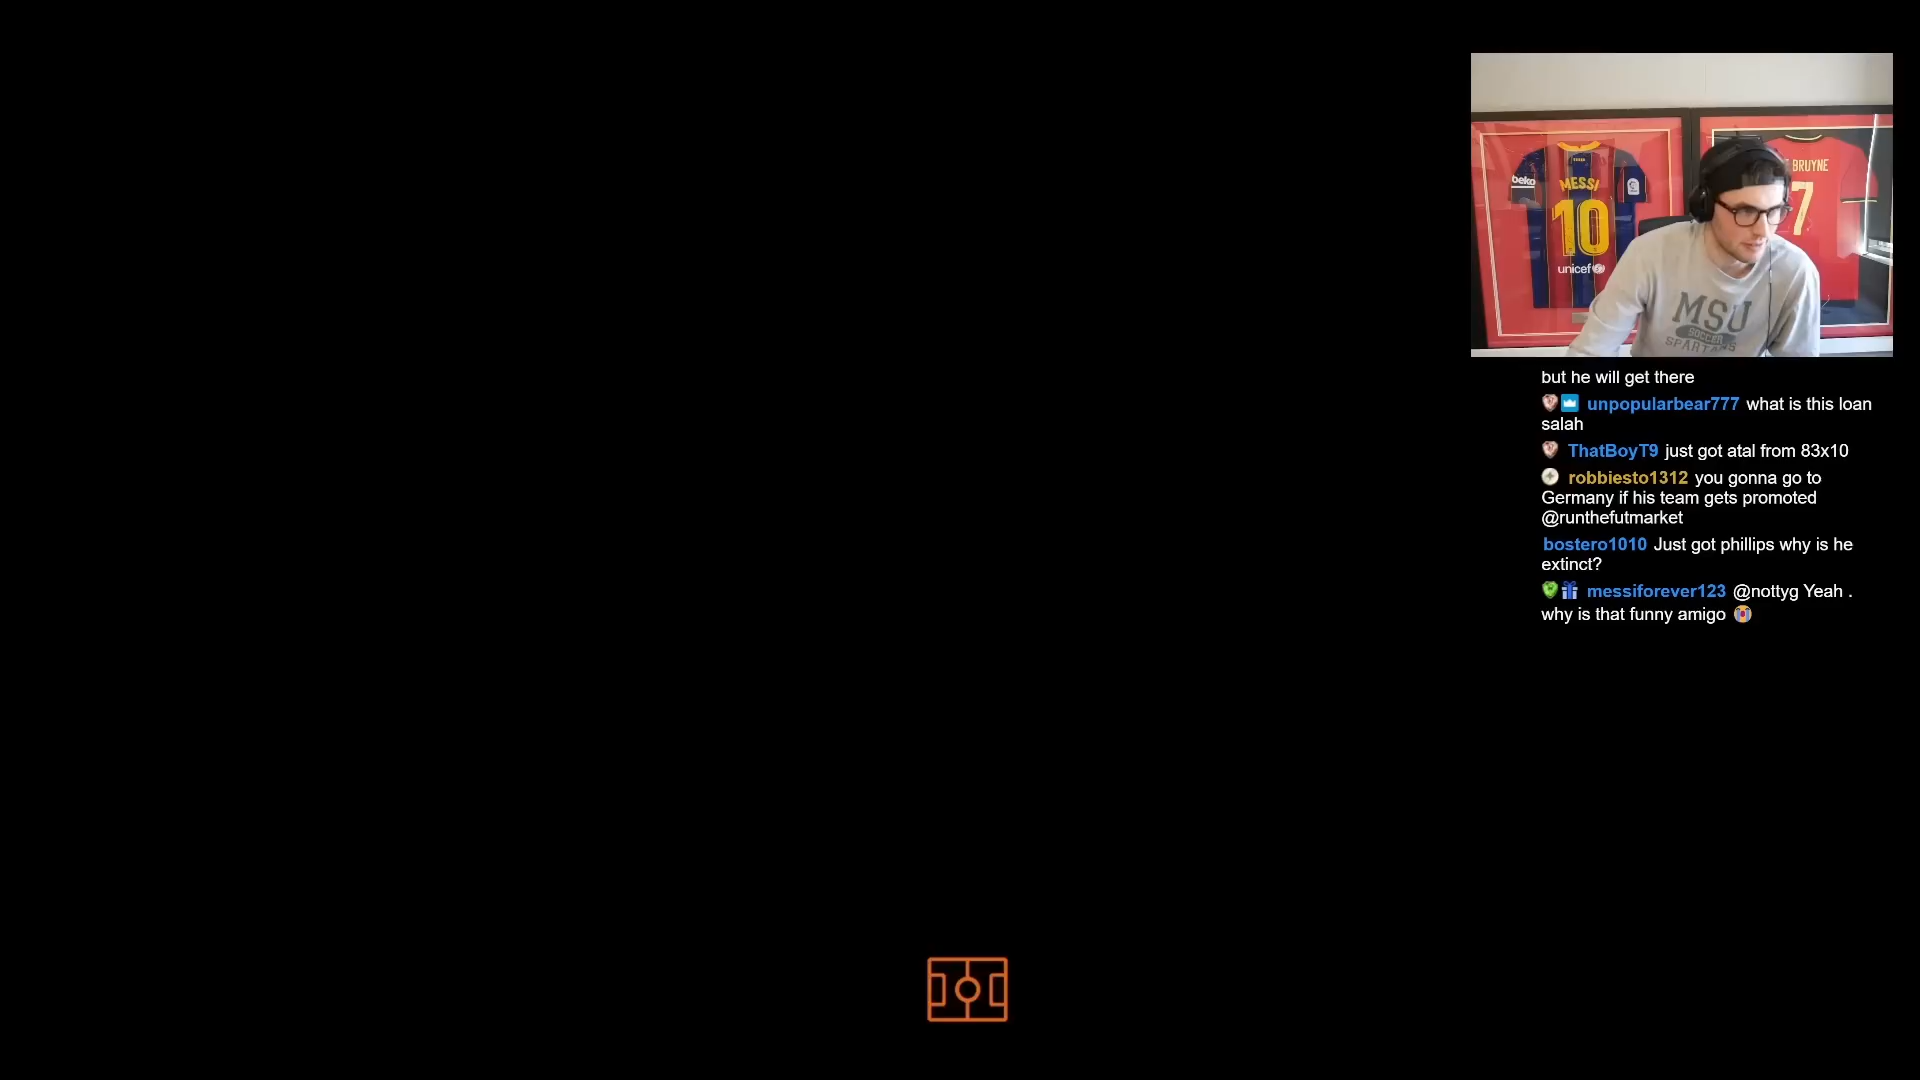 beko
MESSI
10
unicef
BRUYNE
7
MSU
SOCCER
SPARTANS
but he will get there
unpopularbear777 what is this loan
salah
ThatBoyT9 just got atal from 83x10
robbiesto1312 you gonna go to
Germany if his team gets promoted
@runthefutmarket
bostero1010 Just got phillips why is he
extinct?
messiforever123 @nottyg Yeah .
why is that funny amigo